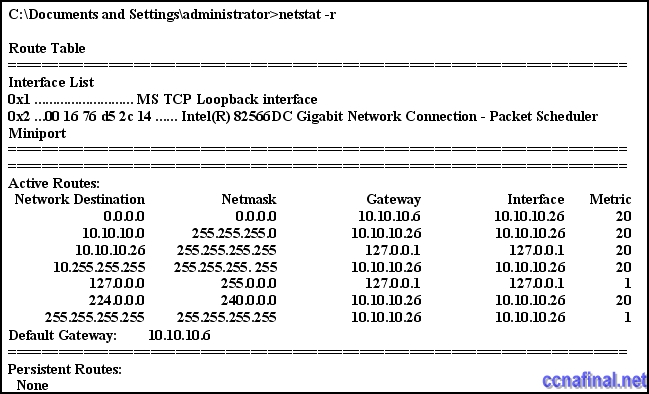 C:\Documents and Settings\administrator>netstat -r
Route Table
===========================================================================
Interface List
0x1 ........................... MS TCP Loopback interface
0x2 ...00 16 76 d5 2c 14 ...... Intel(R) 82566DC Gigabit Network Connection - Packet Scheduler
Miniport
===========================================================================
===========================================================================
Active Routes:
Network Destination Netmask Gateway Interface Metric
0.0.0.0 0.0.0.0 10.10.10.6 10.10.10.26 20
10.10.10.0 255.255.255.0 10.10.10.26 10.10.10.26 20
10.10.10.26 255.255.255.255 127.0.0.1 127.0.0.1 20
10.255.255.255 255.255.255. 255 10.10.10.26 10.10.10.26 20
127.0.0.0 255.0.0.0 127.0.0.1 127.0.0.1 1
224.0.0.0 240.0.0.0 10.10.10.26 10.10.10.26 20
255.255.255.255 255.255.255.255 10.10.10.26 10.10.10.26 1
Default Gateway: 10.10.10.6
===========================================================================
Persistent Routes:
None
ccnafinal.net